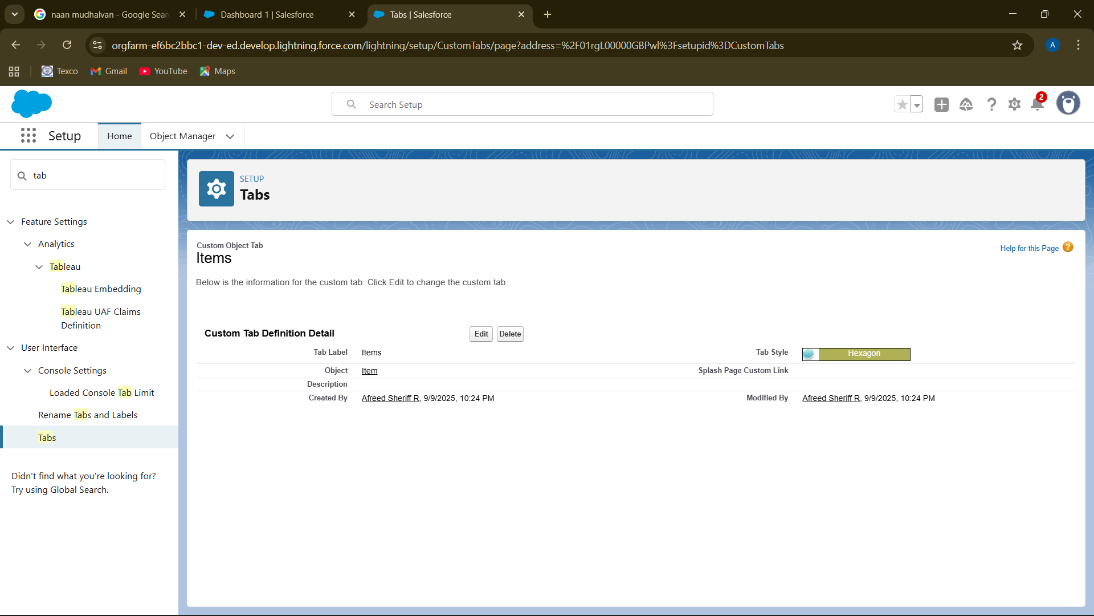 naan mudhalvan - Google Sear
Dashboard 1 | Salesforce
Tabs | Salesforce
orgfarm-ef6bc2bbc1-dev-ed.develop.lightning.force.com/lightning/setup/CustomTabs/page?address=%2F01rgL00000GBPwl%3Fsetupid%3DCustomTabs
A
Texco
Gmail
YouTube
Maps
Search Setup
2
Setup
Home
Object Manager
tab
SETUP
Tabs
Feature Settings
Analytics
Tableau
Tableau Embedding
Tableau UAF Claims
Definition
User Interface
Console Settings
Loaded Console Tab Limit
Rename Tabs and Labels
Tabs
Didn't find what you're looking for?
Try using Global Search.
Custom Object Tab
Items
Help for this Page
Below is the information for the custom tab. Click Edit to change the custom tab
Custom Tab Definition Detail
Edit
Delete
Tab Label Items
Tab Style Hexagon
Object Item
Splash Page Custom Link
Description
Created By Afreed Sheriff R, 9/9/2025, 10:24 PM
Modified By Afreed Sheriff R, 9/9/2025, 10:24 PM